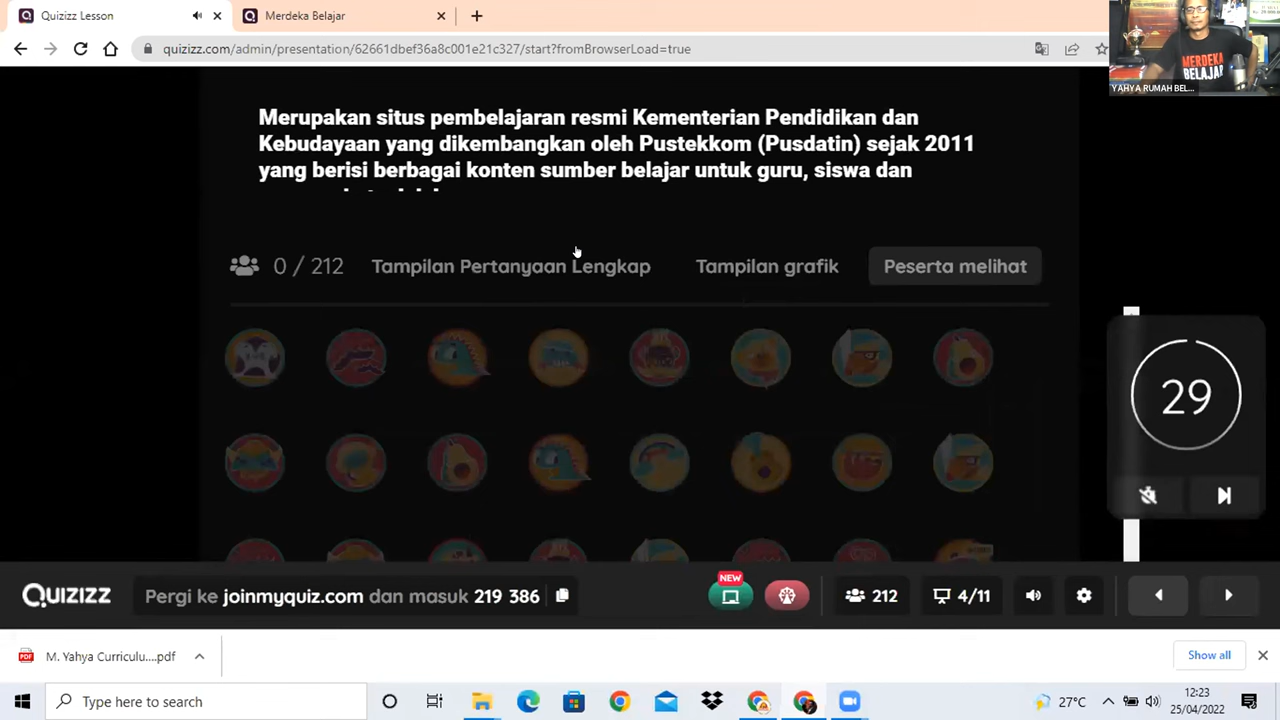 Quizizz Lesson
Merdeka Belajar
quizizz.com/admin/presentation/62661dbef36a8c001e21c327/start?fromBrowserLoad=true
MERDEKA
BELAJAR
YAHYA RUMAH BEL...
Merupakan situs pembelajaran resmi Kementerian Pendidikan dan
Kebudayaan yang dikembangkan oleh Pustekkom (Pusdatin) sejak 2011
yang berisi berbagai konten sumber belajar untuk guru, siswa dan
0 / 212
Tampilan Pertanyaan Lengkap
Tampilan grafik
Peserta melihat
29
QUIZIZZ
Pergi ke joinmyquiz.com dan masuk 219 386
NEW
212
4/11
M. Yahya Curriculu....pdf
Show all
Type here to search
27°C
12:23
25/04/2022